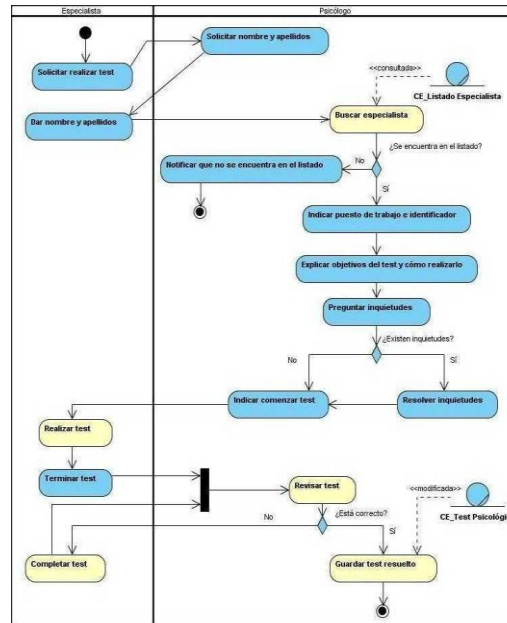 Especialista
Psicólogo
Solicitar realizar test
Solicitar nombre y apellidos
Dar nombre y apellidos
<<consultada>>
CE_Listado Especialista
Buscar especialista
¿Se encuentra en el listado?
No
Notificar que no se encuentra en el listado
Sí
Indicar puesto de trabajo e identificador
Explicar objetivos del test y cómo realizarlo
Preguntar inquietudes
¿Existen inquietudes?
No
Sí
Indicar comenzar test
Resolver inquietudes
Realizar test
Terminar test
Revisar test
<<modificada>>
CE_Test Psicológi
No
¿Está correcto?
Sí
Completar test
Guardar test resuelto